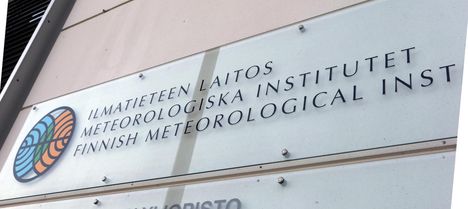 ILMATIETEEN LAITOS
METEOROLOGISKA INSTITUTET
FINNISH METEOROLOGICAL INST